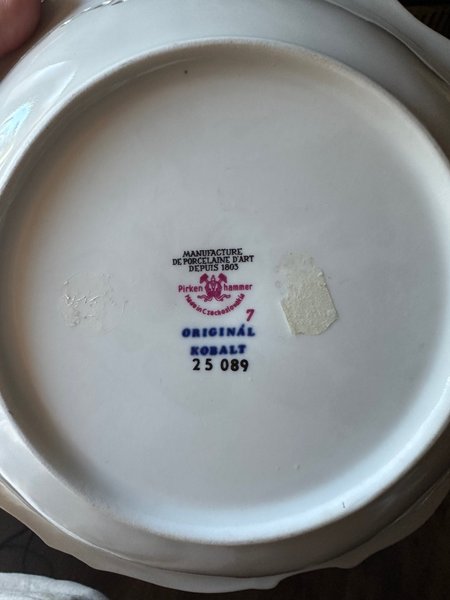 MANUFACTURE
DE PORCELAINE D'ART
DEPUIS 1803
Pirken hammer
Made in Czechoslovakia
7
ORIGINÁL
KOBALT
25 089